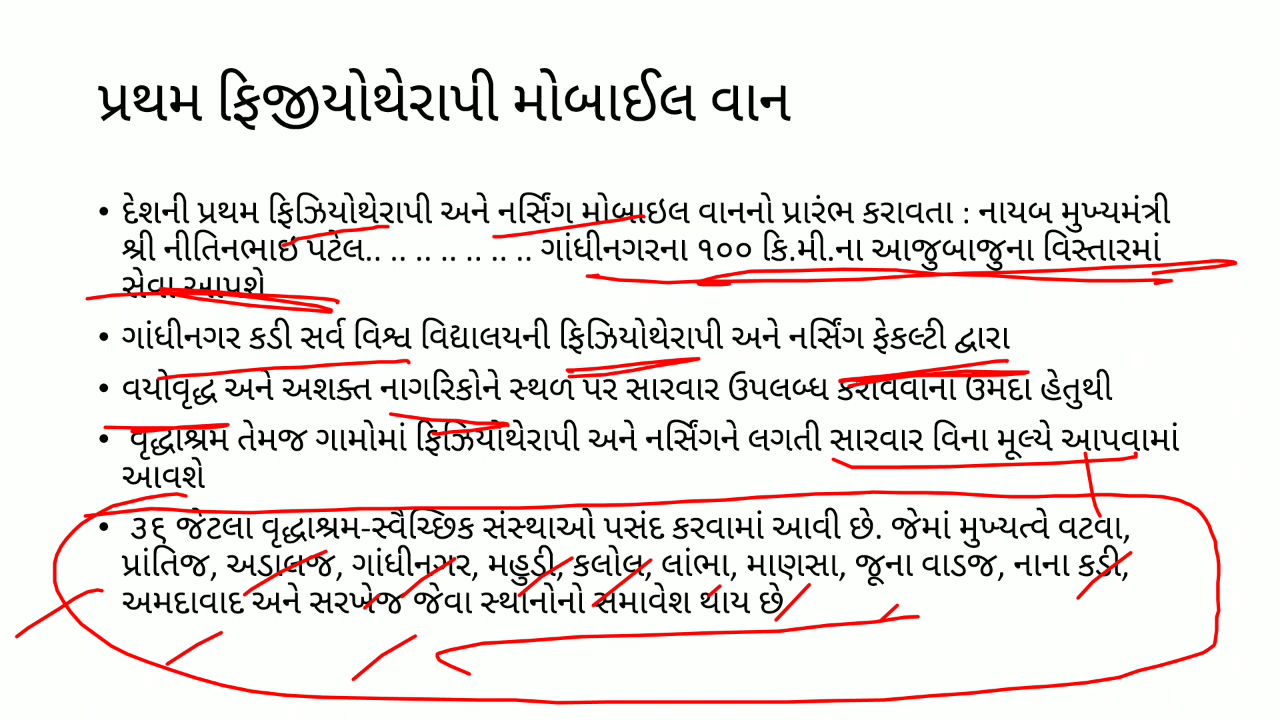 પ્રથમ ફિજીયોથેરાપી મોબાઈલ વાન
• દેશની પ્રથમ ફિઝિયોથેરાપી અને નર્સિંગ મોબાઇલ વાનનો પ્રારંભ કરાવતા : નાયબ મુખ્યમંત્રી
શ્રી નીતિનભાઇ પટેલ.. .. .. .. .. .. .. ગાંધીનગરના ૧૦૦ કિ.મી.ના આજુબાજુના વિસ્તારમાં
સેવા આપશે
• ગાંધીનગર કડી સર્વ વિશ્વ વિદ્યાલયની ફિઝિયોથેરાપી અને નર્સિંગ ફેકલ્ટી દ્વારા
• વયોવૃદ્ધ અને અશક્ત નાગરિકોને સ્થળ પર સારવાર ઉપલબ્ધ કરાવવાના ઉમદા હેતુથી
• વૃદ્ધાશ્રમ તેમજ ગામોમાં ફિઝિયોથેરાપી અને નર્સિંગને લગતી સારવાર વિના મૂલ્યે આપવામાં
આવશે
• ૩૬ જેટલા વૃદ્ધાશ્રમ-સ્વૈચ્છિક સંસ્થાઓ પસંદ કરવામાં આવી છે. જેમાં મુખ્યત્વે વટવા,
પ્રાંતિજ, અડાલજ, ગાંધીનગર, મહુડી, કલોલ, લાંભા, માણસા, જૂના વાડજ, નાના કડી,
અમદાવાદ અને સરખેજ જેવા સ્થાનોનો સમાવેશ થાય છે